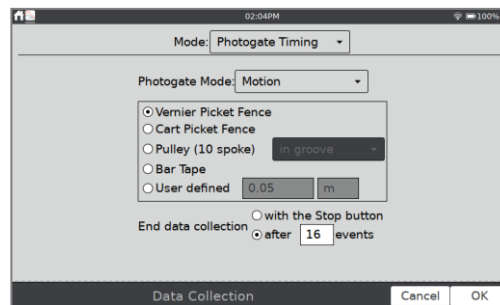 02:04PM 100%
Mode: Photogate Timing
Photogate Mode: Motion
Vernier Picket Fence
Cart Picket Fence
Pulley (10 spoke) in groove
Bar Tape
User defined 0.05 m
with the Stop button
End data collection
after 16 events
Data Collection Cancel OK